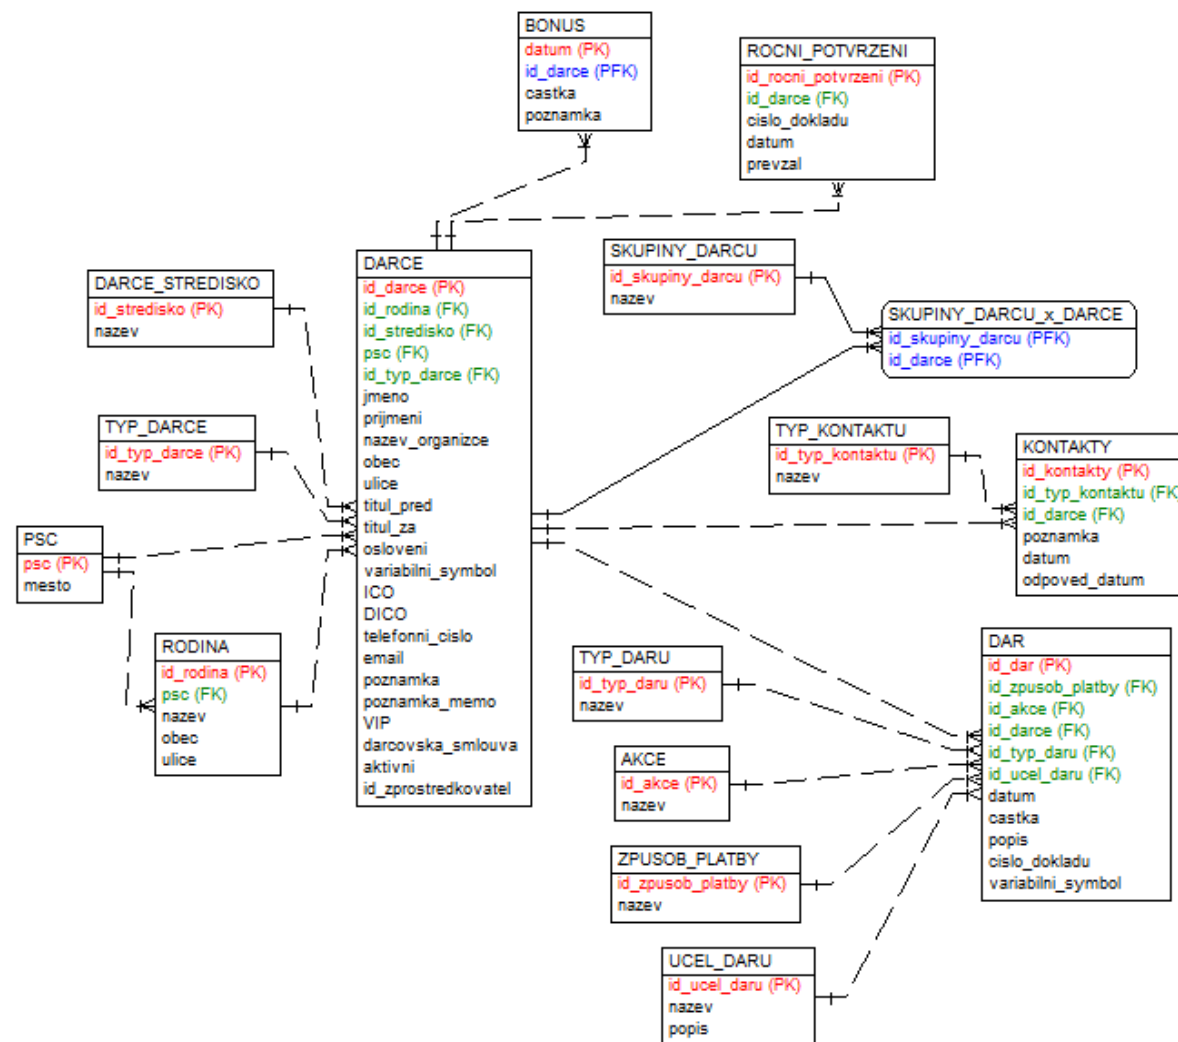 BONUS
datum (PK)
id_darce (PFK)
castka
poznamka
ROCNI_POTVRZENI
id_rocni_potvrzeni (PK)
id_darce (FK)
cislo_dokladu
datum
prevzal
DARCE_STREDISKO
id_stredisko (PK)
nazev
DARCE
id_darce (PK)
id_rodina (FK)
id_stredisko (FK)
psc (FK)
id_typ_darce (FK)
jmeno
prijmeni
nazev_organizce
obec
ulice
titul_pred
titul_za
osloveni
variabilni_symbol
ICO
DICO
telefonni_cislo
email
poznamka
poznamka_memo
VIP
darcovska_smlouva
aktivni
id_zprostredkovatel
SKUPINY_DARCU
id_skupiny_darcu (PK)
nazev
SKUPINY_DARCU_x_DARCE
id_skupiny_darcu (PFK)
id_darce (PFK)
TYP_DARCE
id_typ_darce (PK)
nazev
TYP_KONTAKTU
id_typ_kontaktu (PK)
nazev
KONTAKTY
id_kontakty (PK)
id_typ_kontaktu (FK)
id_darce (FK)
poznamka
datum
odpoved_datum
PSC
psc (PK)
mesto
RODINA
id_rodina (PK)
psc (FK)
nazev
obec
ulice
TYP_DARU
id_typ_daru (PK)
nazev
DAR
id_dar (PK)
id_zpusob_platby (FK)
id_akce (FK)
id_darce (FK)
id_typ_daru (FK)
id_ucel_daru (FK)
datum
castka
popis
cislo_dokladu
variabilni_symbol
AKCE
id_akce (PK)
nazev
ZPUSOB_PLATBY
id_zpusob_platby (PK)
nazev
UCEL_DARU
id_ucel_daru (PK)
nazev
popis